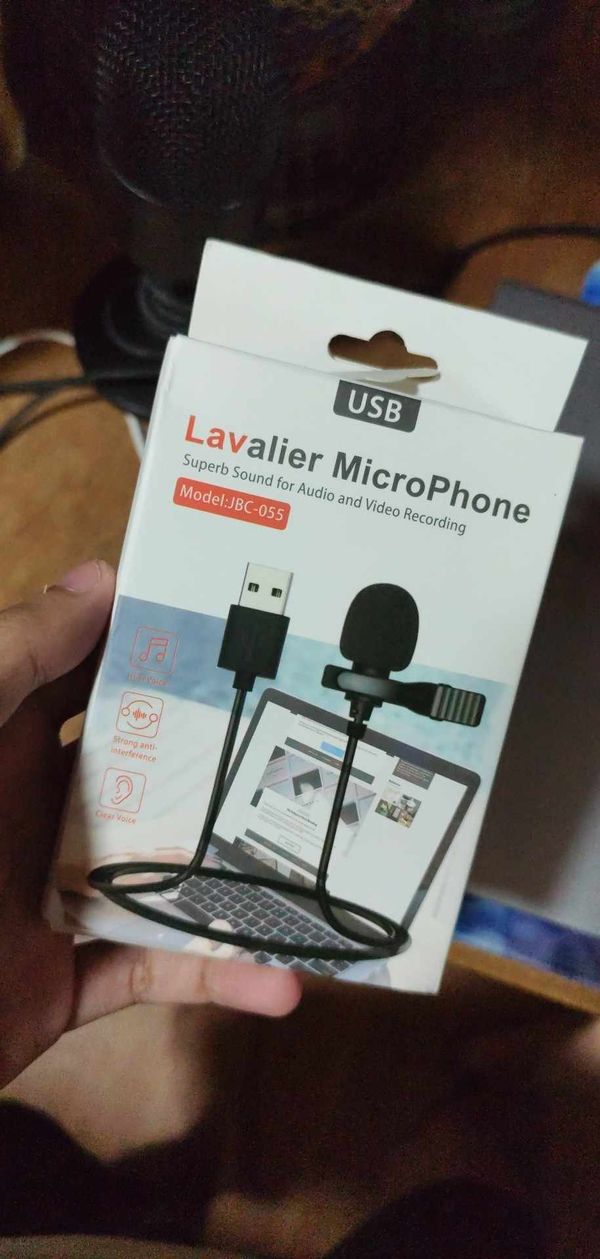 USB
Lavalier MicroPhone
Superb Sound for Audio and Video Recording
Model:JBC-055
Strong anti-
interference
Clear Voice